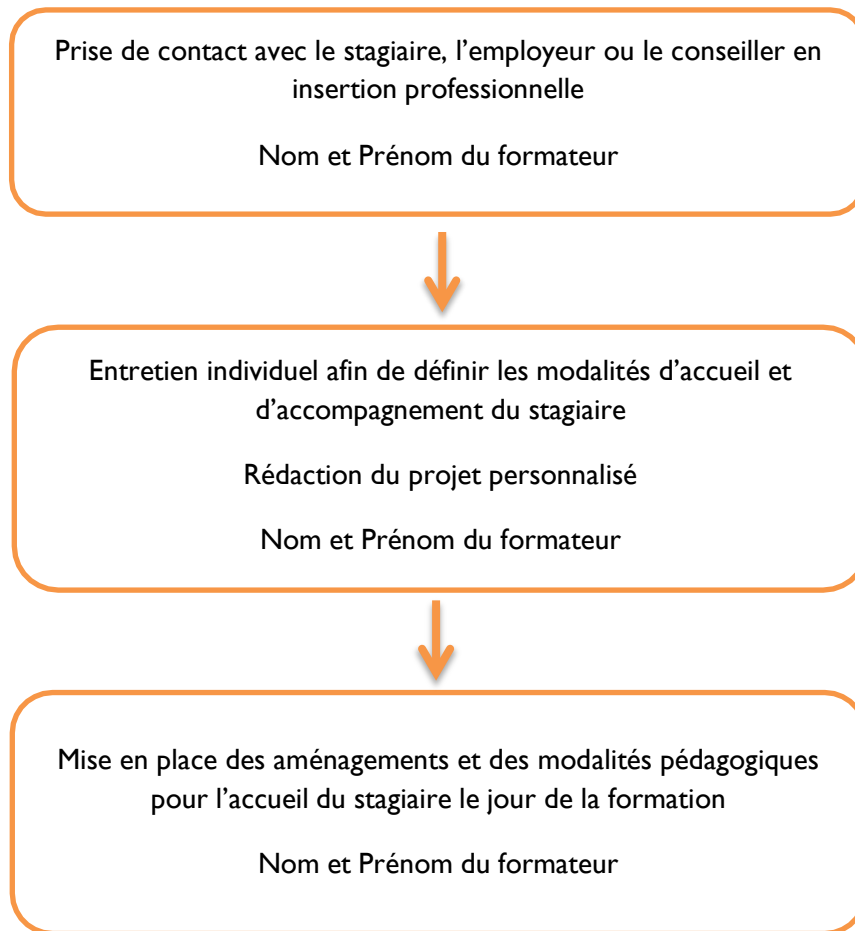 Prise de contact avec le stagiaire, l’employeur ou le conseiller en
insertion professionnelle
Nom et Prénom du formateur
Entretien individuel afin de définir les modalités d’accueil et
d’accompagnement du stagiaire
Rédaction du projet personnalisé
Nom et Prénom du formateur
Mise en place des aménagements et des modalités pédagogiques
pour l’accueil du stagiaire le jour de la formation
Nom et Prénom du formateur